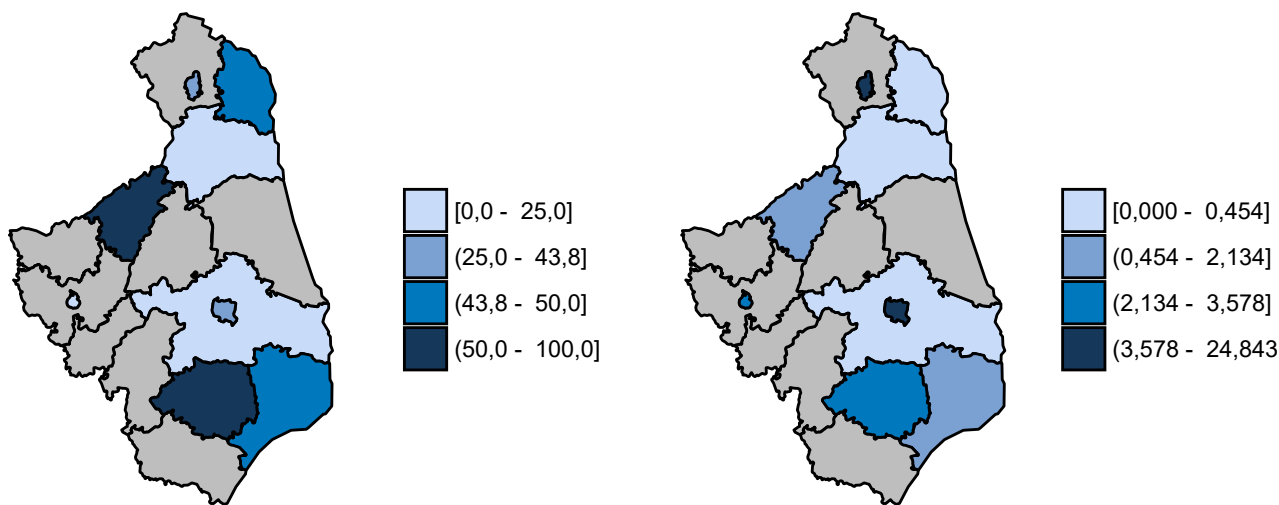 [0,0 - 25,0]
(25,0 - 43,8]
(43,8 - 50,0]
(50,0 - 100,0]
[0,000 - 0,454]
(0,454 - 2,134]
(2,134 - 3,578]
(3,578 - 24,843